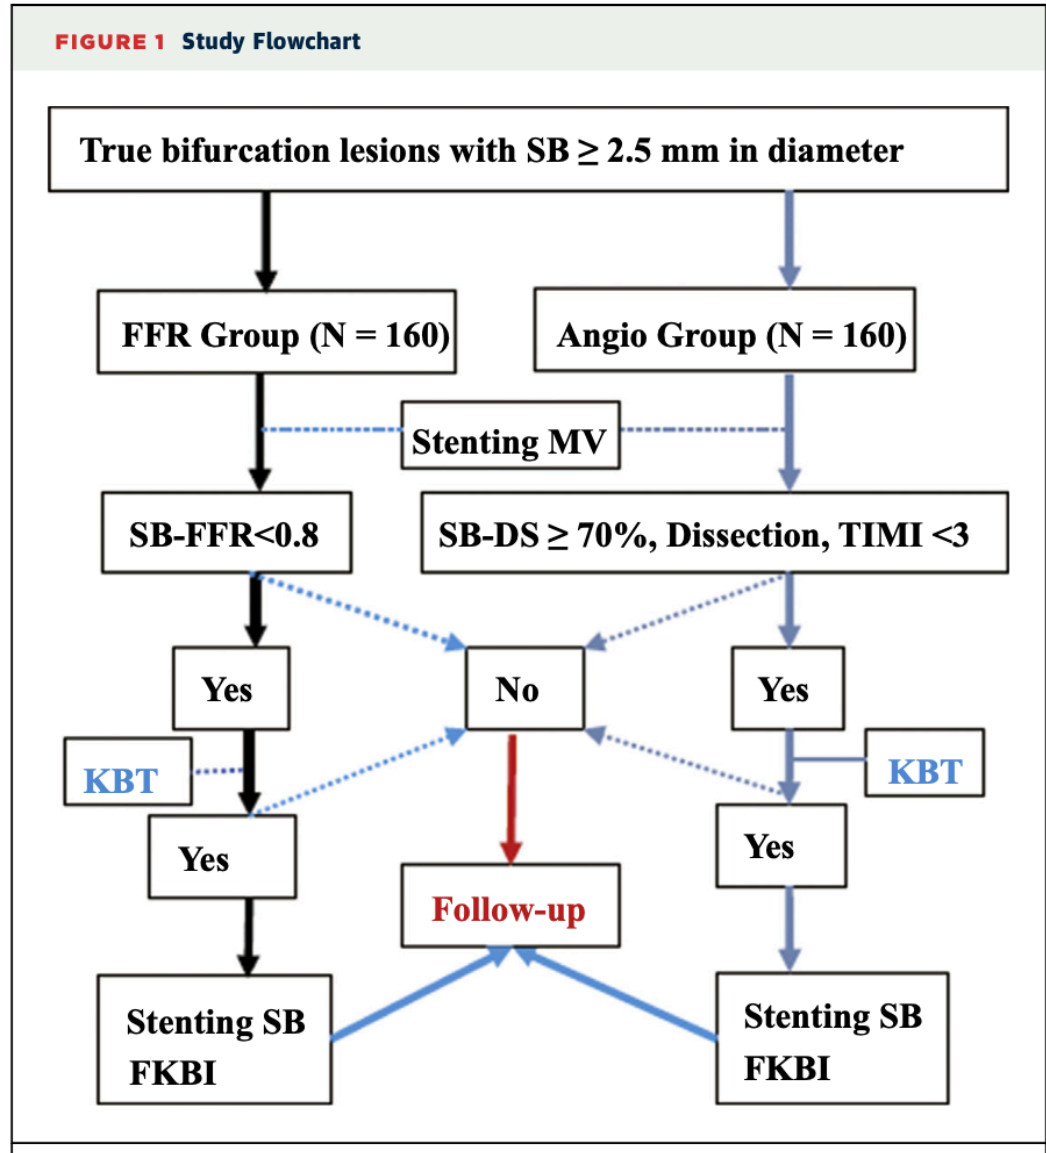 FIGURE 1 Study Flowchart
True bifurcation lesions with SB ≥ 2.5 mm in diameter
FFR Group (N = 160)
Angio Group (N = 160)
Stenting MV
SB-FFR<0.8
SB-DS ≥ 70%, Dissection, TIMI <3
Yes
No
Yes
KBT
KBT
Yes
Yes
Follow-up
Stenting SB
FKBI
Stenting SB
FKBI